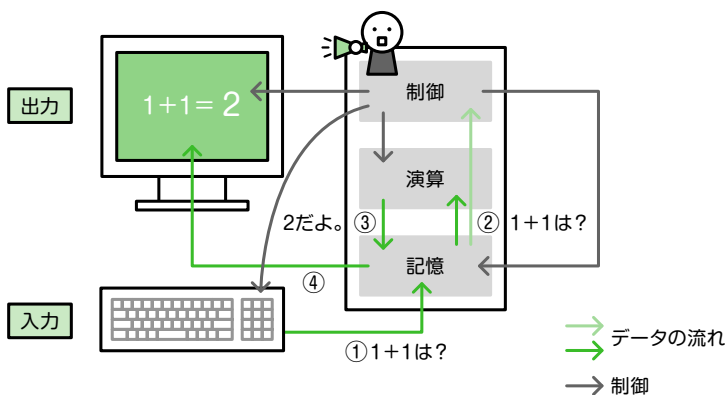 出力
1+1= 2
制御
演算
2だよ。 ③
② 1+1は?
記憶
④
入力
①1+1は?
データの流れ
制御